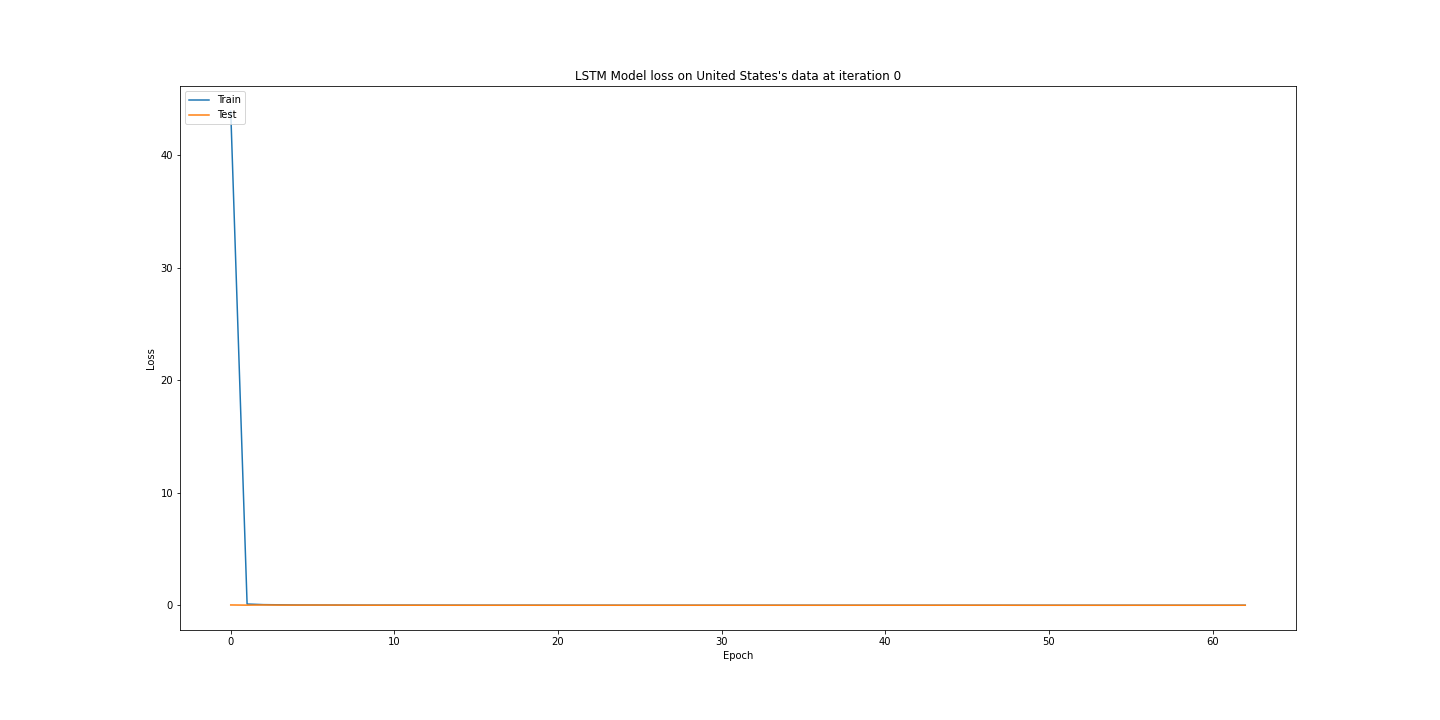 LSTM Model loss on United States's data at iteration 0
Train
Test
40
30
20
10
0
Loss
0 10 20 30 40 50 60
Epoch